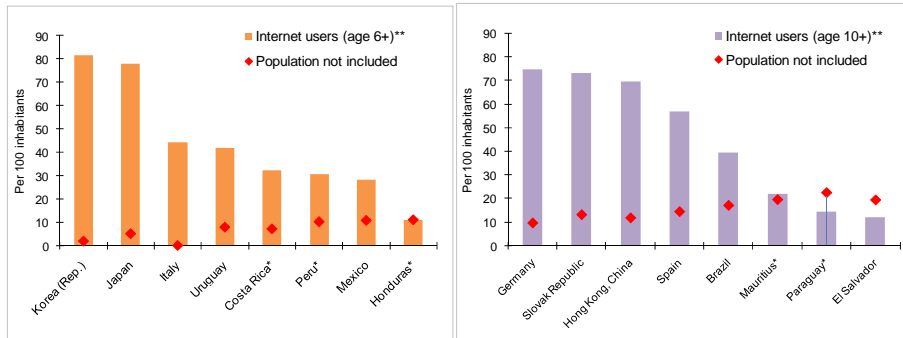 Per 100 inhabitants
90
80
70
60
50
40
30
20
10
0
Internet users (age 6+)**
Population not included
Korea (Rep.)
Japan
Italy
Uruguay
Costa Rica*
Peru*
Mexico
Honduras*
Per 100 inhabitants
90
80
70
60
50
40
30
20
10
0
Internet users (age 10+)**
Population not included
Germany
Slovak Republic
Hong Kong, China
Spain
Brazil
Mauritius*
Paraguay*
El Salvador